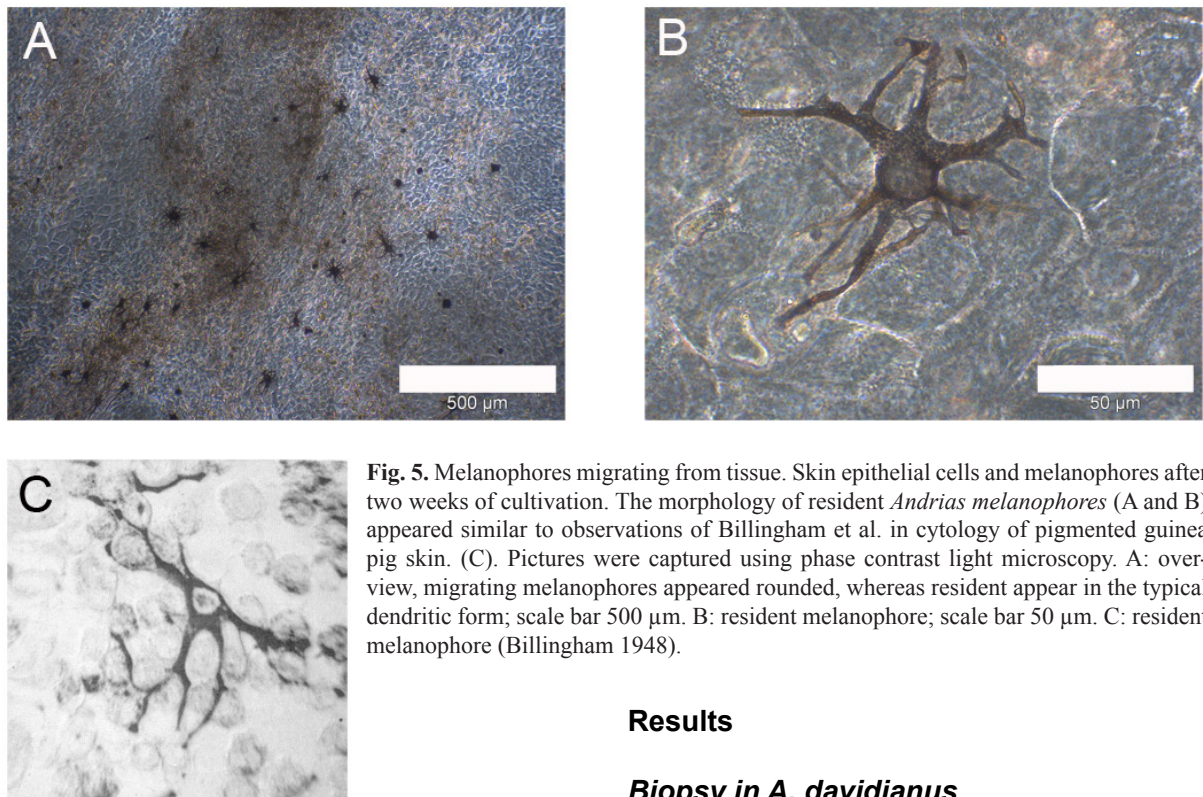 A
500 µm
B
50 µm
C
Fig. 5. Melanophores migrating from tissue. Skin epithelial cells and melanophores after
two weeks of cultivation. The morphology of resident Andrias melanophores (A and B)
appeared similar to observations of Billingham et al. in cytology of pigmented guinea
pig skin. (C). Pictures were captured using phase contrast light microscopy. A: over-
view, migrating melanophores appeared rounded, whereas resident appear in the typical
dendritic form; scale bar 500 µm. B: resident melanophore; scale bar 50 µm. C: resident
melanophore (Billingham 1948).
Results
Biopsy in A. davidianus